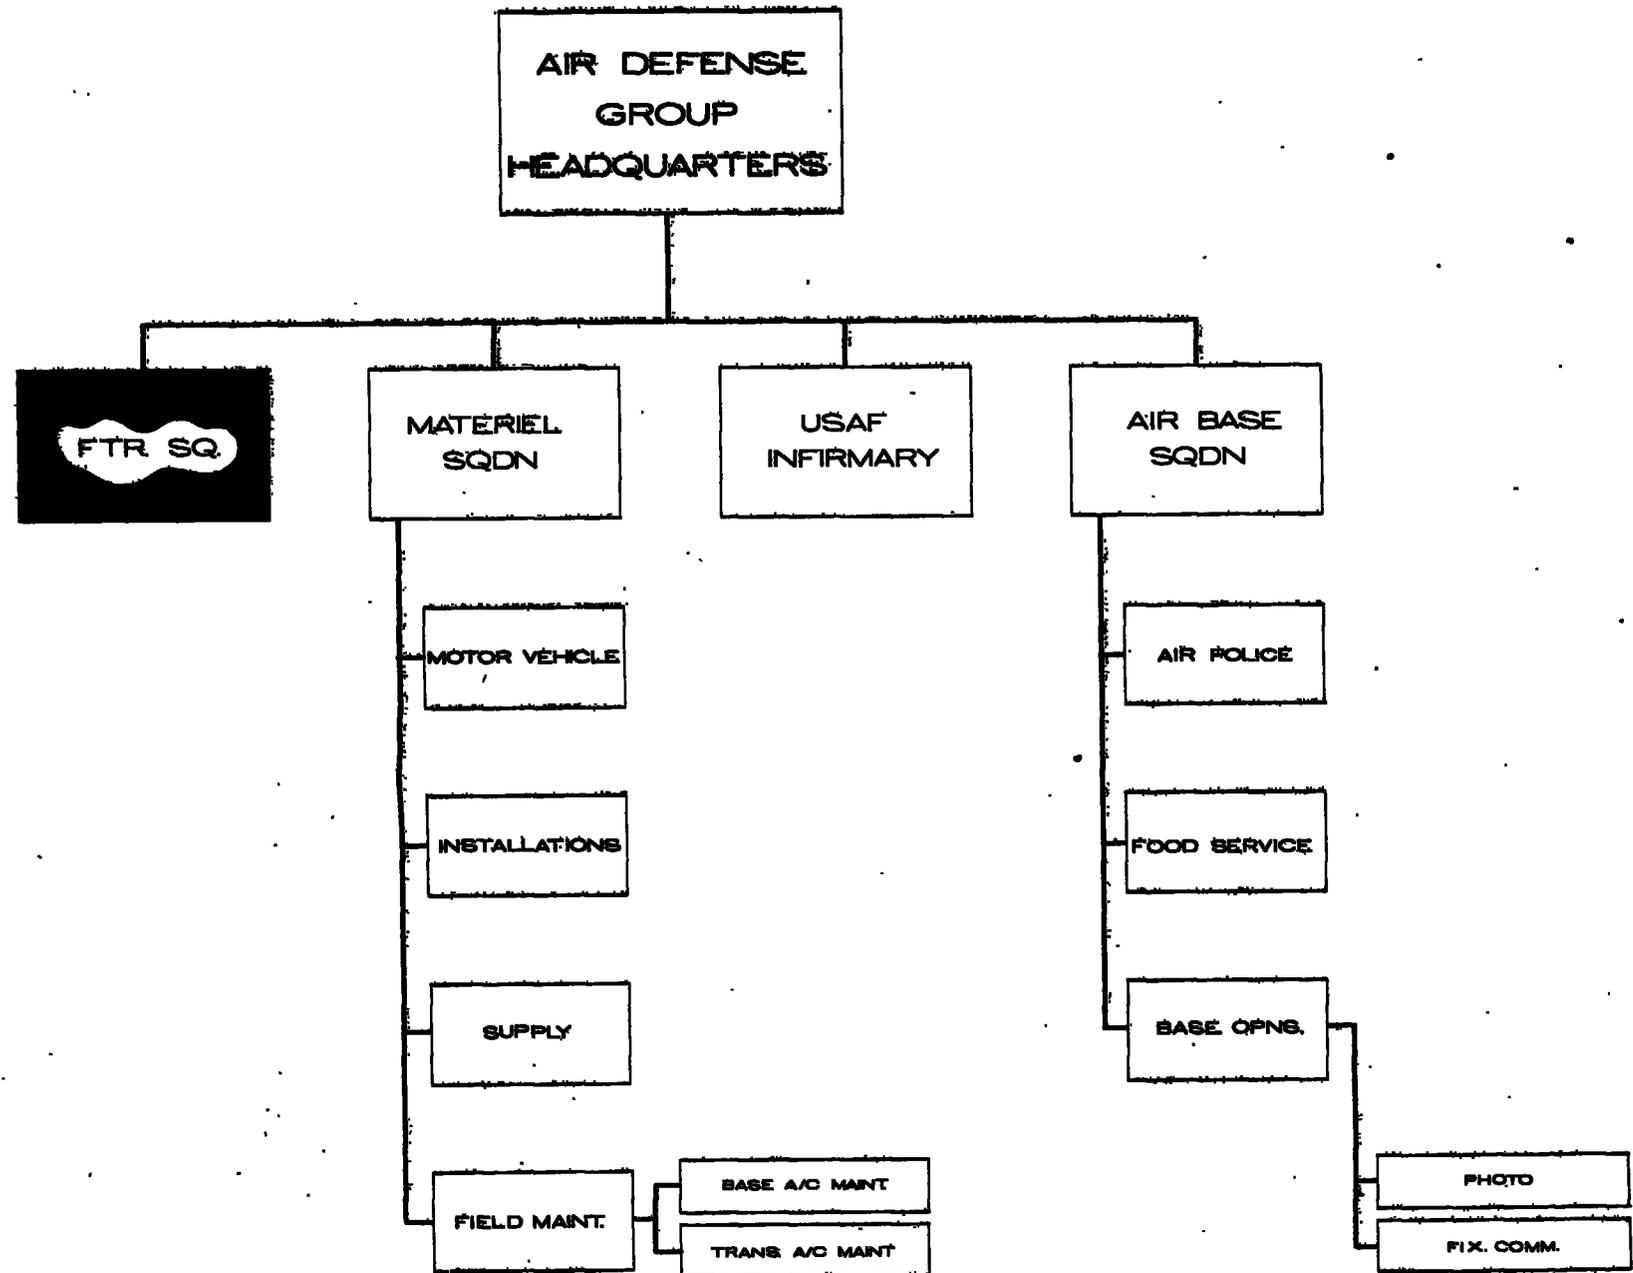 AIR DEFENSE
GROUP
HEADQUARTERS
FTR. SQ.
MATERIEL
SQDN
USAF
INFIRMARY
AIR BASE
SQDN
MOTOR VEHICLE
INSTALLATIONS
SUPPLY
FIELD MAINT.
BASE A/C MAINT
TRANS A/C MAINT
AIR POLICE
FOOD SERVICE
BASE OPNS.
PHOTO
FIX. COMM.